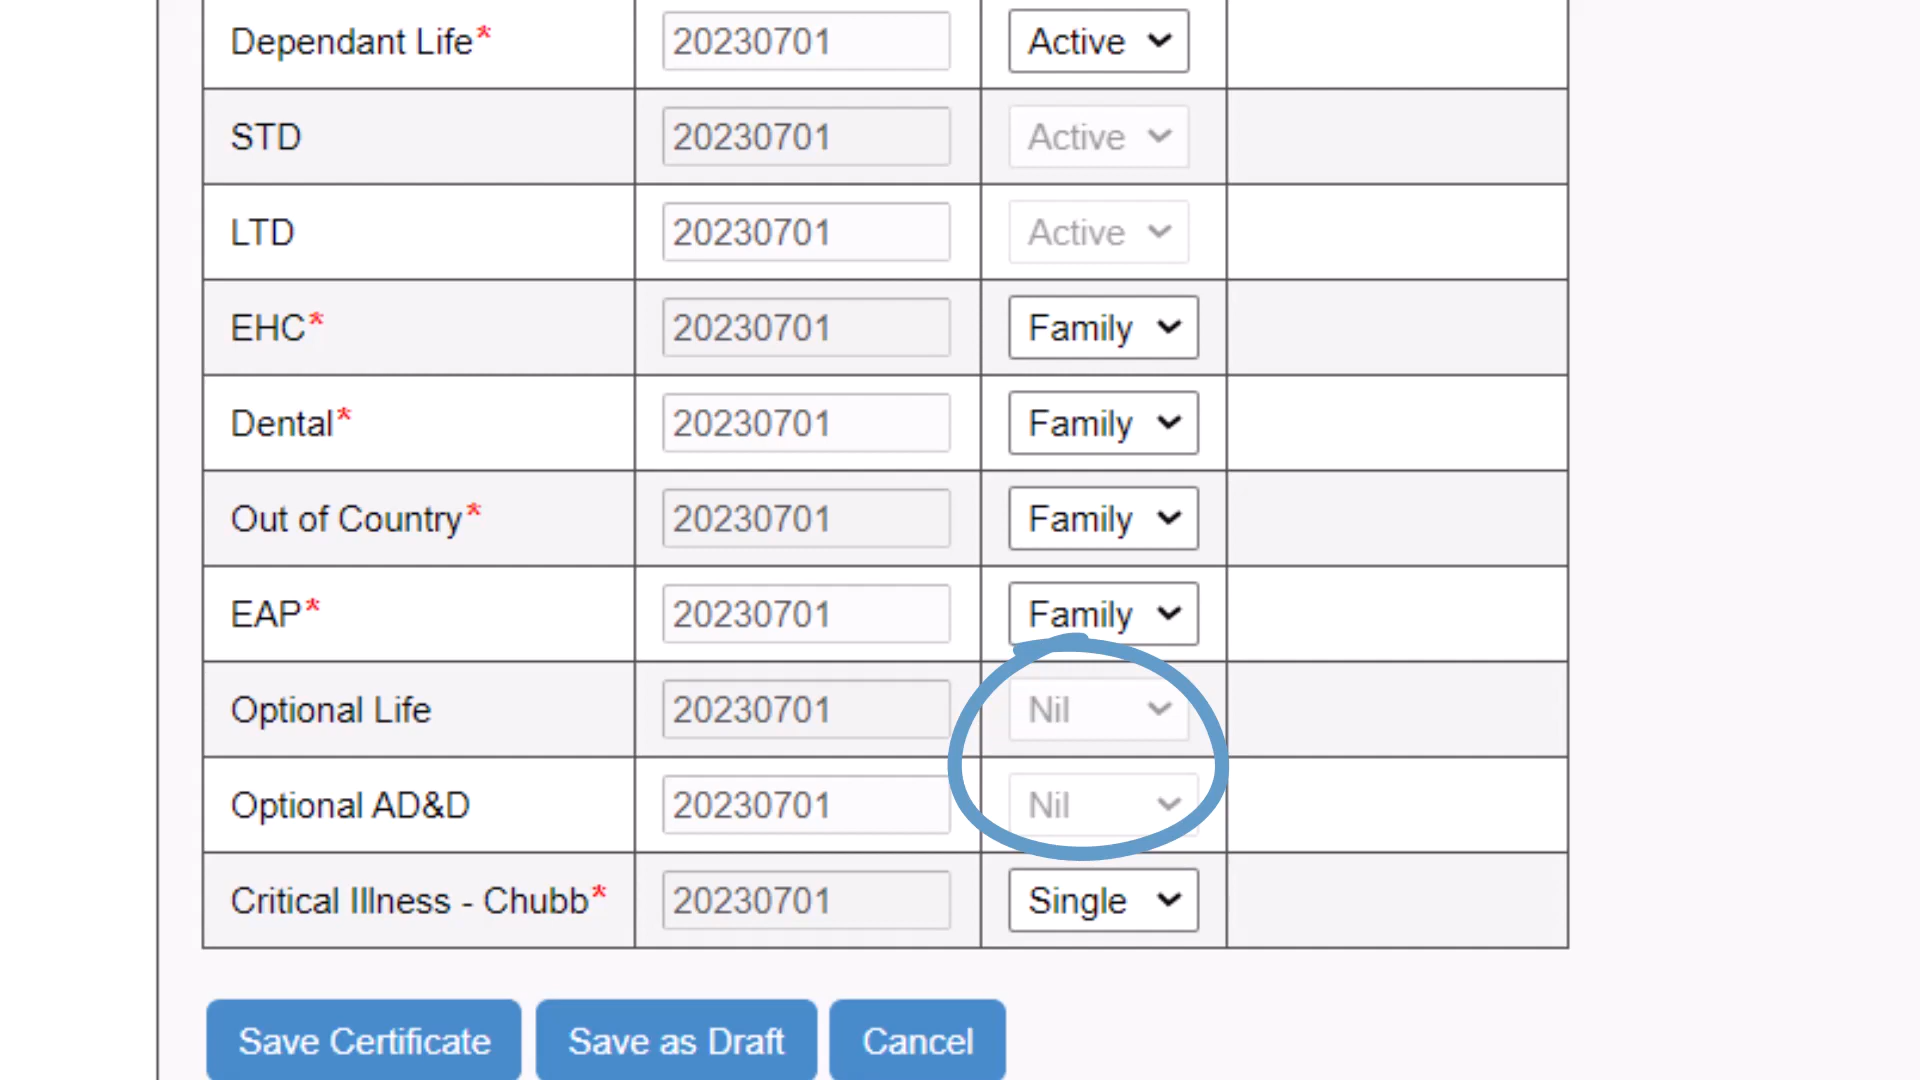 Dependant Life* 20230701 Active
STD 20230701 Active
LTD 20230701 Active
EHC* 20230701 Family
Dental* 20230701 Family
Out of Country* 20230701 Family
EAP* 20230701 Family
Optional Life 20230701 Nil
Optional AD&D 20230701 Nil
Critical Illness - Chubb* 20230701 Single
Save Certificate Save as Draft Cancel